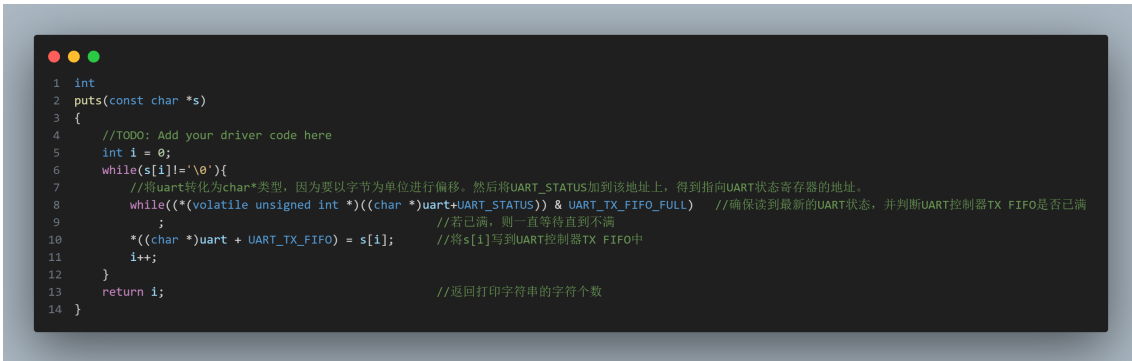 1 int
2 puts(const char *s)
3 {
4 //TODO: Add your driver code here
5 int i = 0;
6 while(s[i]!='\0'){
7 //将uart转化为char*类型，因为要以字节为单位进行偏移。然后将UART_STATUS加到该地址上，得到指向UART状态寄存器的地址。
8 while((*(volatile unsigned int *)((char *)uart+UART_STATUS)) & UART_TX_FIFO_FULL) //确保读到最新的UART状态，并判断UART控制器TX FIFO是否已满
9 ; //若已满，则一直等待直到不满
10 *((char *)uart + UART_TX_FIFO) = s[i]; //将s[i]写到UART控制器TX FIFO中
11 i++;
12 }
13 return i; //返回打印字符串的字符个数
14 }